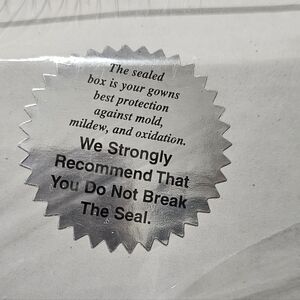 The sealed
box is your gowns
best protection
against mold,
mildew, and oxidation.
We Strongly
Recommend That
You Do Not Break
The Seal.